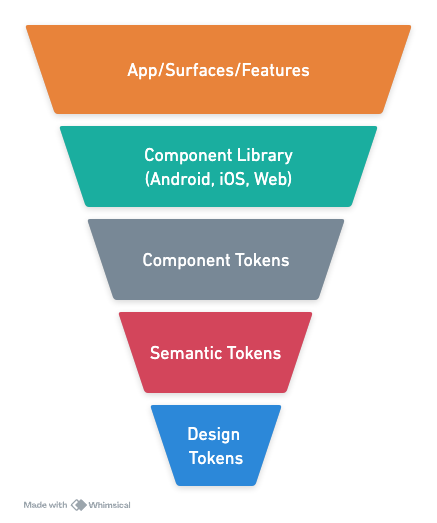 App/Surfaces/Features
Component Library
(Android, iOS, Web)
Component Tokens
Semantic Tokens
Design
Tokens
Made with Whimsical